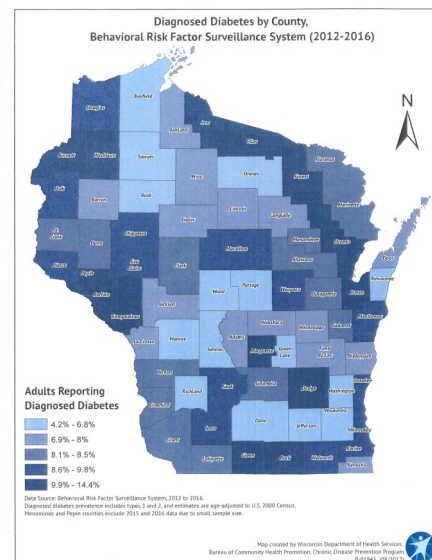 Diagnosed Diabetes by County,
Behavioral Risk Factor Surveillance System (2012-2016)
N
Bayfield
Douglas
Ashland
Iron
Vilas
Florence
Burnett
Washburn
Sawyer
Oneida
Forest
Price
Polk
Rusk
Marinette
Barron
Lincoln
Langlade
Taylor
Chippewa
Menominee
Oconto
St.
Croix
Dunn
Marathon
Door
Shawano
Pierce
Eau
Claire
Clark
Pepin
Kewaunee
Wood
Portage
Waupaca
Outagamie
Brown
Buffalo
Trempealeau
Jackson
Manitowoc
Waushara
Winnebago
Calumet
La Crosse
Monroe
Juneau
Adams
Marquette
Green
Lake
Fond
du Lac
Sheboygan
Vernon
Richland
Sauk
Columbia
Dodge
Washington
Ozaukee
Crawford
Dane
Jefferson
Waukesha
Milwaukee
Iowa
Grant
Lafayette
Green
Rock
Walworth
Racine
Kenosha
Adults Reporting
Diagnosed Diabetes
4.2% - 6.8%
6.9% - 8%
8.1% - 8.5%
8.6% - 9.8%
9.9% - 14.4%
Data Source: Behavioral Risk Factor Surveillance System, 2012 to 2016.
Diagnosed diabetes prevalence includes types 1 and 2, and estimates are age-adjusted to U.S. 2000 Census.
Menominee and Pepin counties exclude 2015 and 2016 data due to small sample size.
Map created by Wisconsin Department of Health Services,
Bureau of Community Health Promotion, Chronic Disease Prevention Program